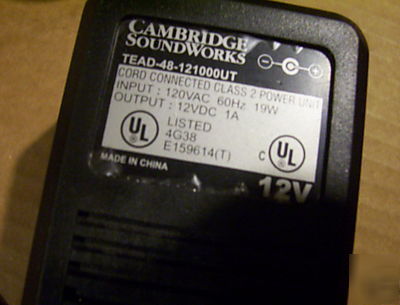 CAMBRIDGE
SOUNDWORKS
TEAD-48-121000UT
CORD CONNECTED CLASS 2 POWER UNIT
INPUT : 120VAC 60Hz 19W
OUTPUT : 12VDC 1A
UL
LISTED
4G38
E159614(T)
C UL
MADE IN CHINA
12V